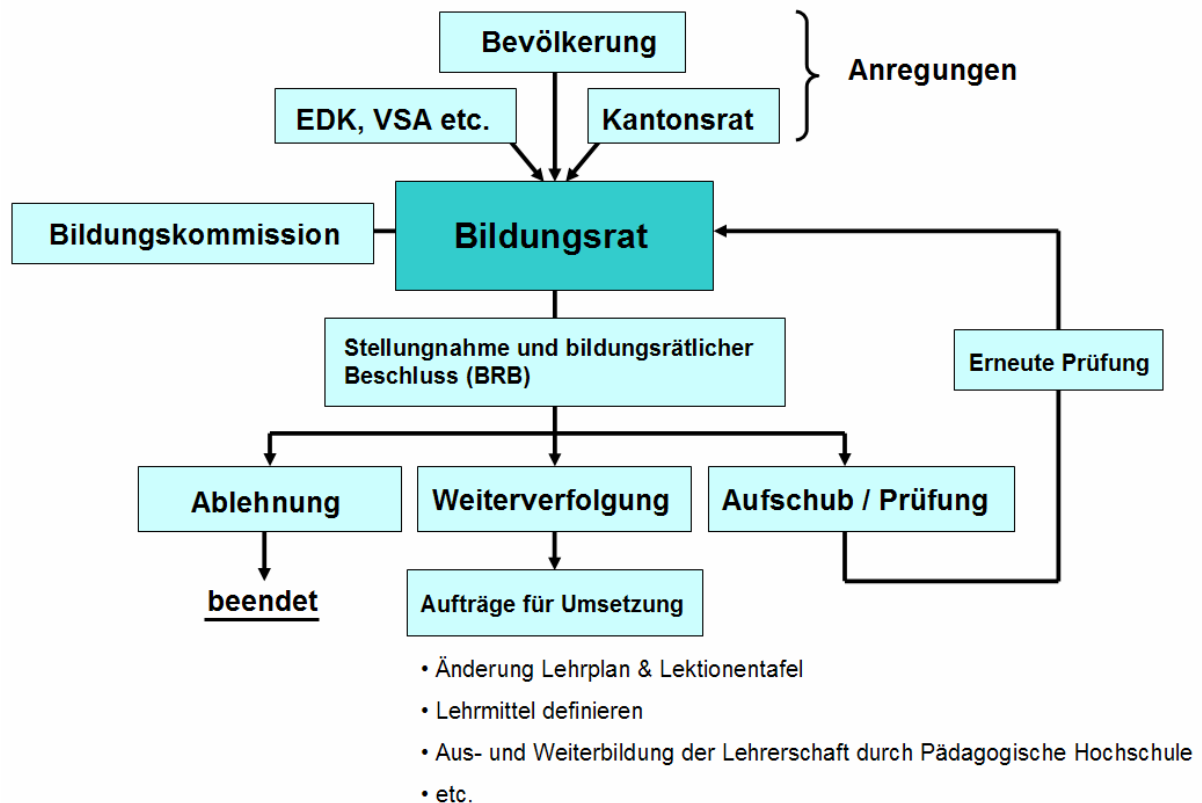 Bevölkerung
Anregungen
EDK, VSA etc.
Kantonsrat
Bildungskommission
Bildungsrat
Stellungnahme und bildungsrätlicher
Beschluss (BRB)
Erneute Prüfung
Ablehnung
Weiterverfolgung
Aufschub / Prüfung
beendet
Aufträge für Umsetzung
• Änderung Lehrplan & Lektionentafel
• Lehrmittel definieren
• Aus- und Weiterbildung der Lehrerschaft durch Pädagogische Hochschule
• etc.